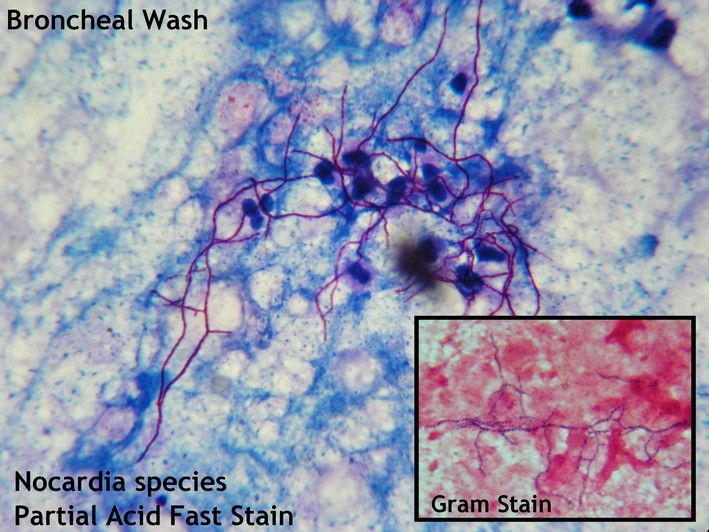 Broncheal Wash
Nocardia species
Partial Acid Fast Stain
Gram Stain